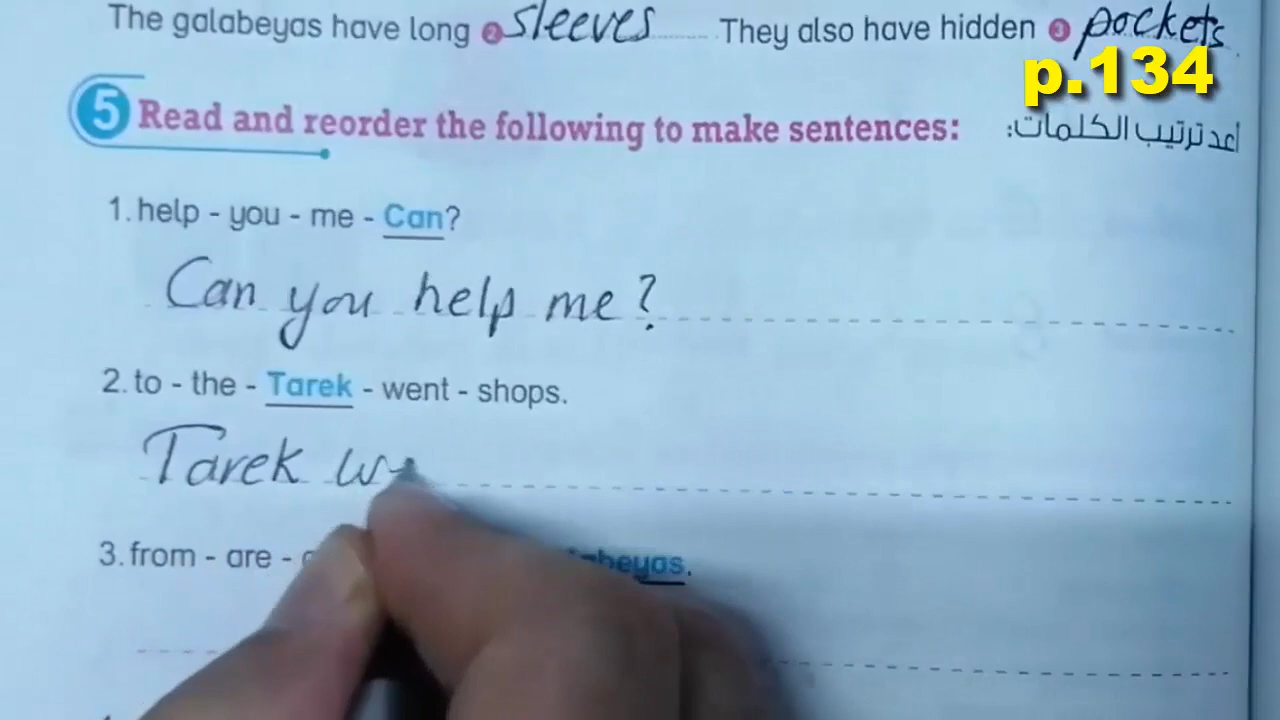 The galabeyas have long 2 sleeves They also have hidden 3 pockets
p.134
5 Read and reorder the following to make sentences: أعد ترتيب الكلمات:
1. help - you - me - Can?
Can you help me?
2. to - the - Tarek - went - shops.
Tarek w
3. from - are -